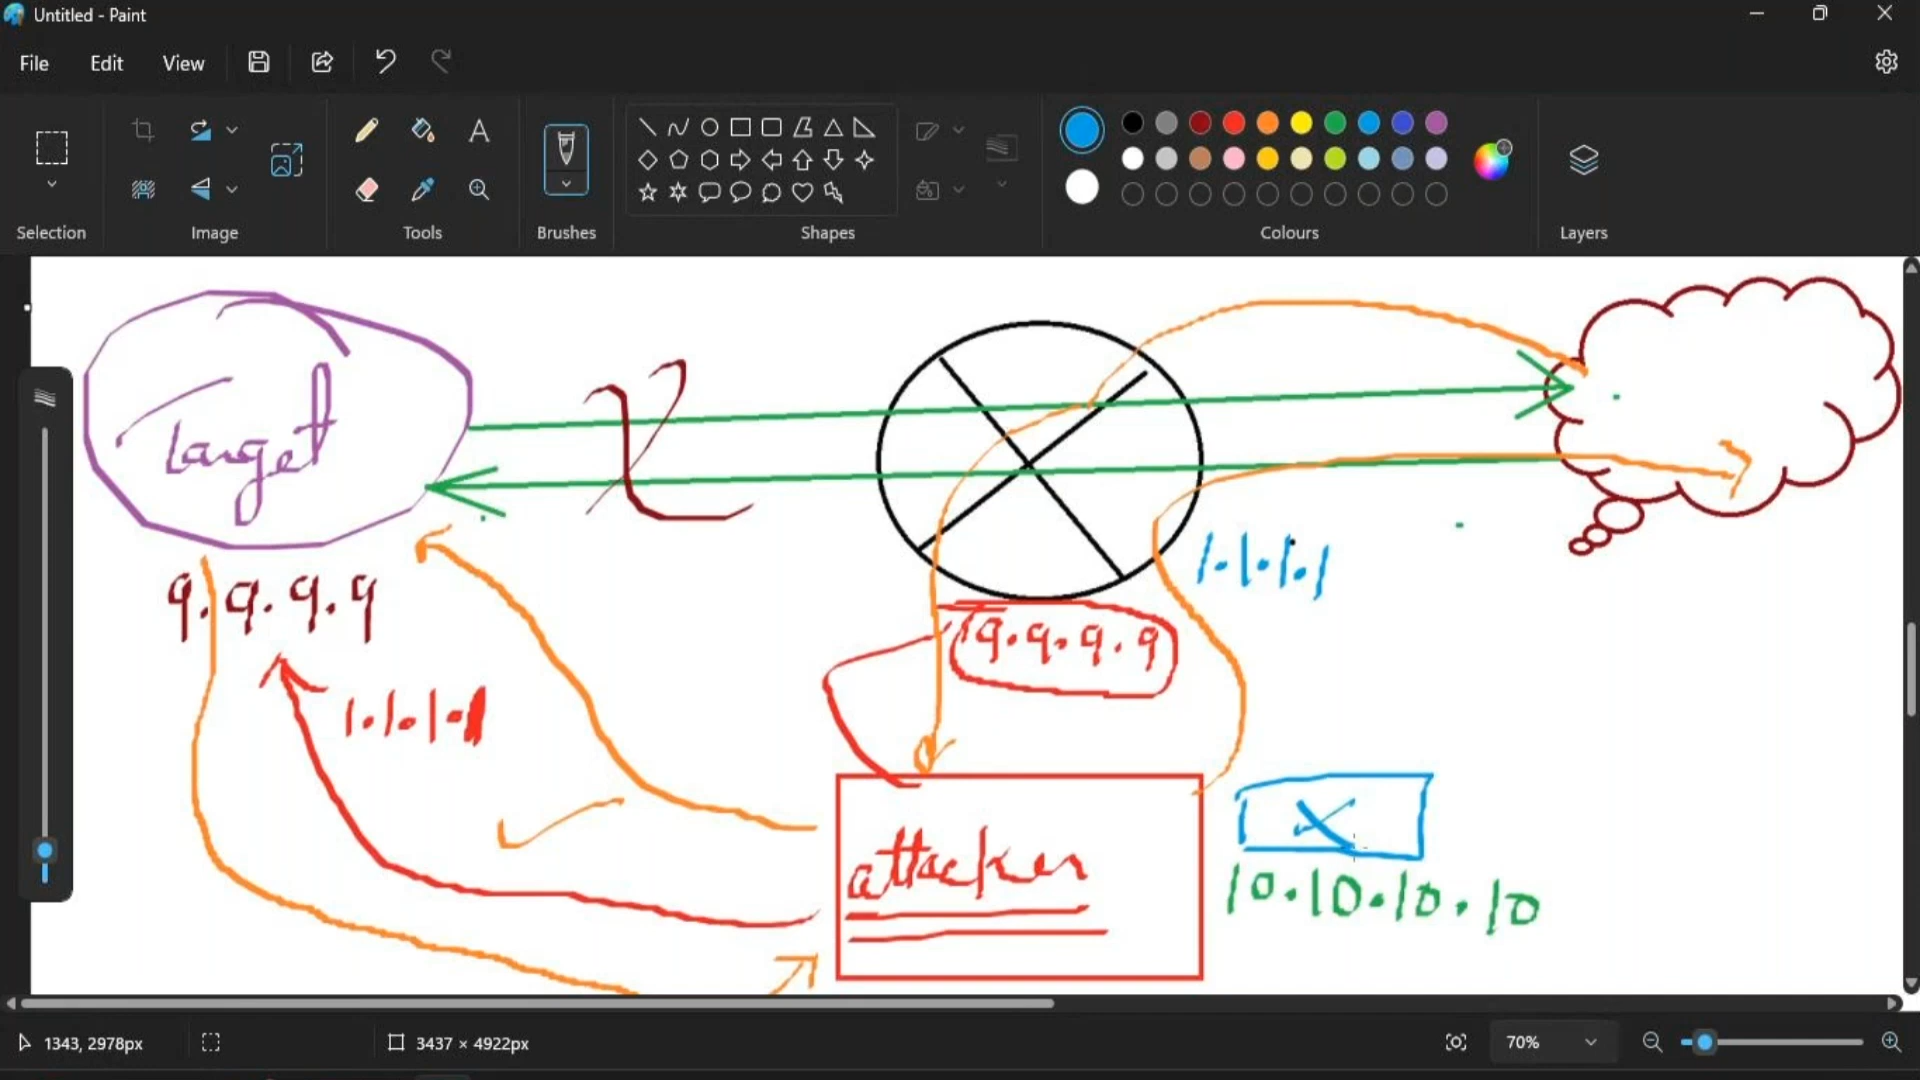 Untitled - Paint
File Edit View
Selection Image Tools Brushes Shapes Colours Layers
Target
9.9.9.9
1.1.1.1
1.1.1.1
9.9.9.9
attacker
X
10.10.10.10
1343, 2978px 3437 × 4922px 70%